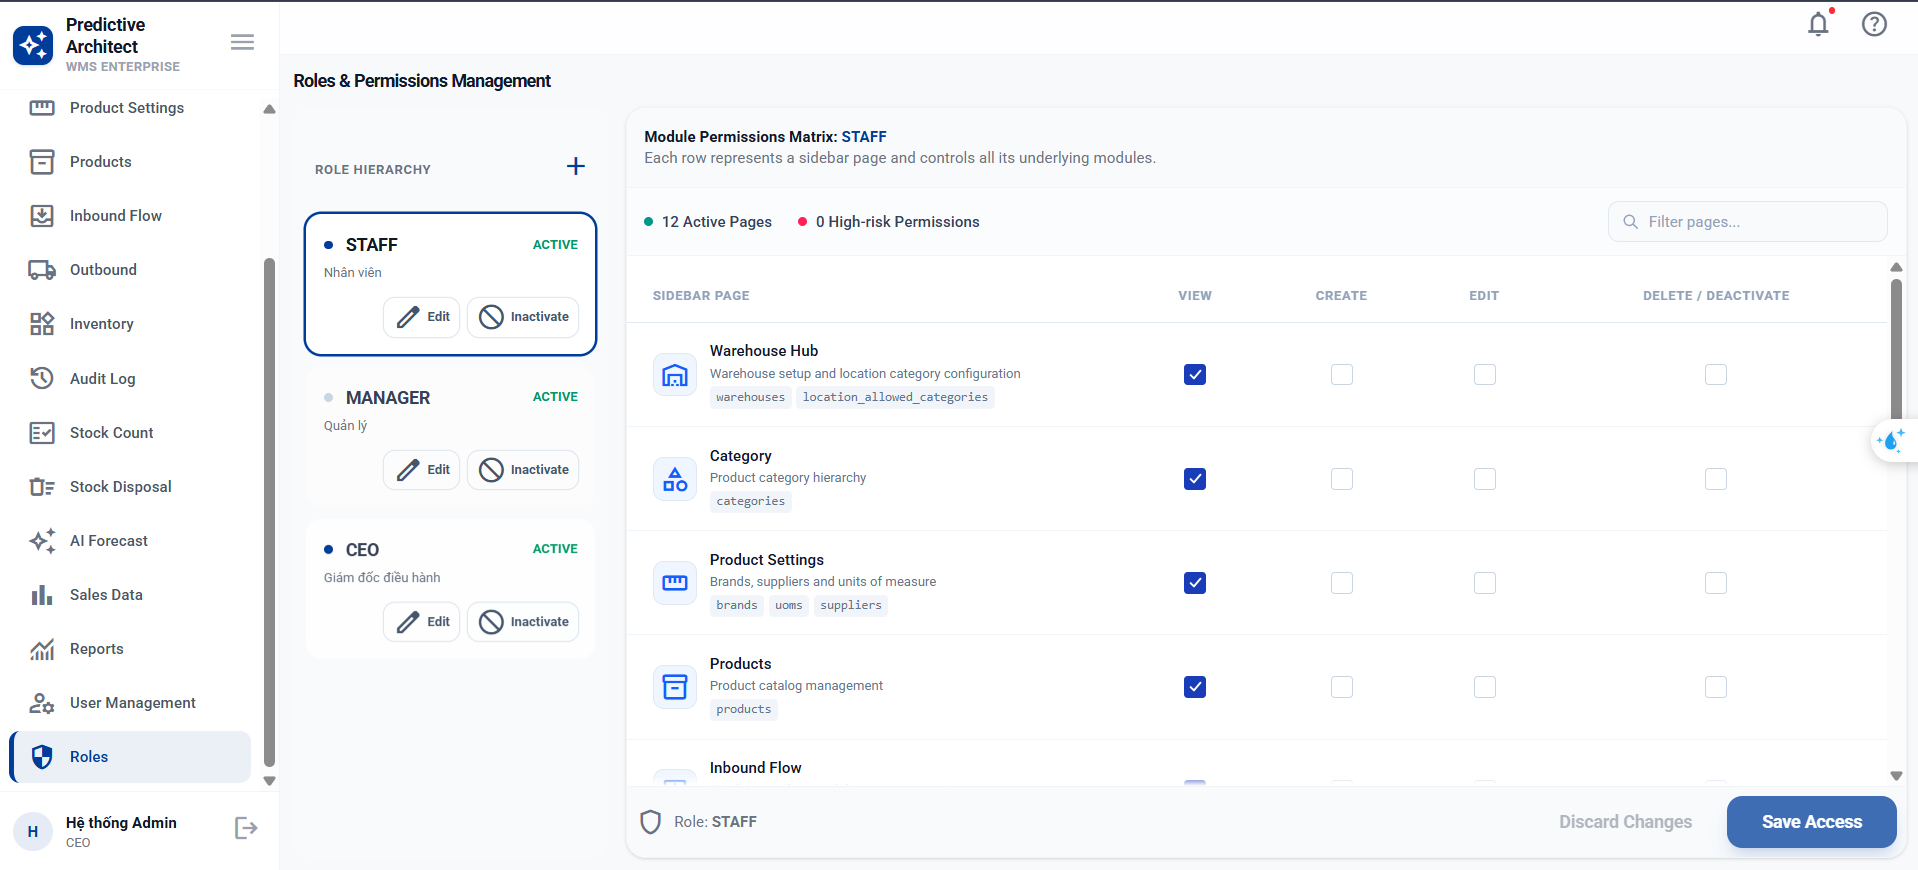 Predictive
Architect
WMS ENTERPRISE
Product Settings
Products
Inbound Flow
Outbound
Inventory
Audit Log
Stock Count
Stock Disposal
AI Forecast
Sales Data
Reports
User Management
Roles
H
Hệ thống Admin
CEO
Roles & Permissions Management
ROLE HIERARCHY
STAFF ACTIVE
Nhân viên
Edit Inactivate
MANAGER ACTIVE
Quản lý
Edit Inactivate
CEO ACTIVE
Giám đốc điều hành
Edit Inactivate
Module Permissions Matrix: STAFF
Each row represents a sidebar page and controls all its underlying modules.
12 Active Pages 0 High-risk Permissions
Filter pages...
SIDEBAR PAGE VIEW CREATE EDIT DELETE / DEACTIVATE
Warehouse Hub
Warehouse setup and location category configuration
warehouses location_allowed_categories
Category
Product category hierarchy
categories
Product Settings
Brands, suppliers and units of measure
brands uoms suppliers
Products
Product catalog management
products
Inbound Flow
Role: STAFF
Discard Changes
Save Access